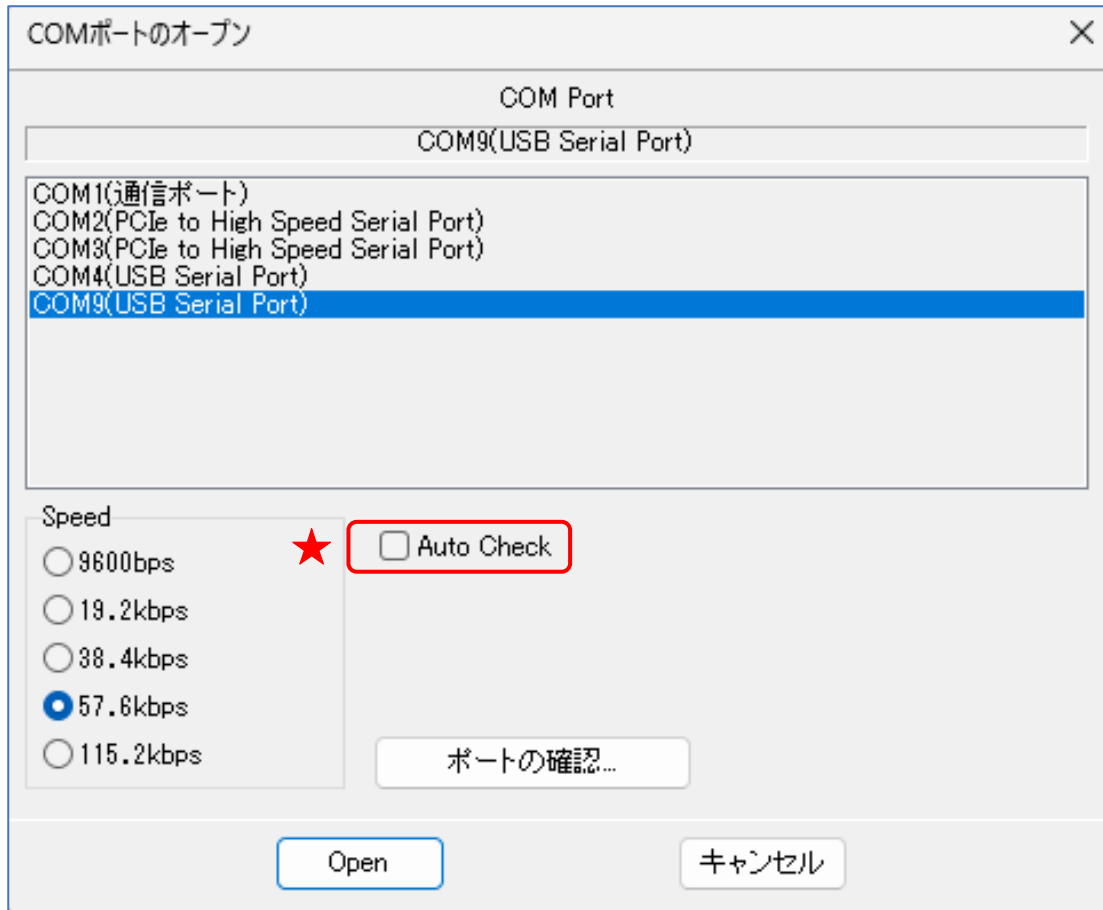 COMポートのオープン
COM Port
COM9(USB Serial Port)
COM1(通信ポート)
COM2(PCIe to High Speed Serial Port)
COM3(PCIe to High Speed Serial Port)
COM4(USB Serial Port)
COM9(USB Serial Port)
Speed
★ Auto Check
9600bps
19.2kbps
38.4kbps
57.6kbps
115.2kbps
ポートの確認...
Open
キャンセル